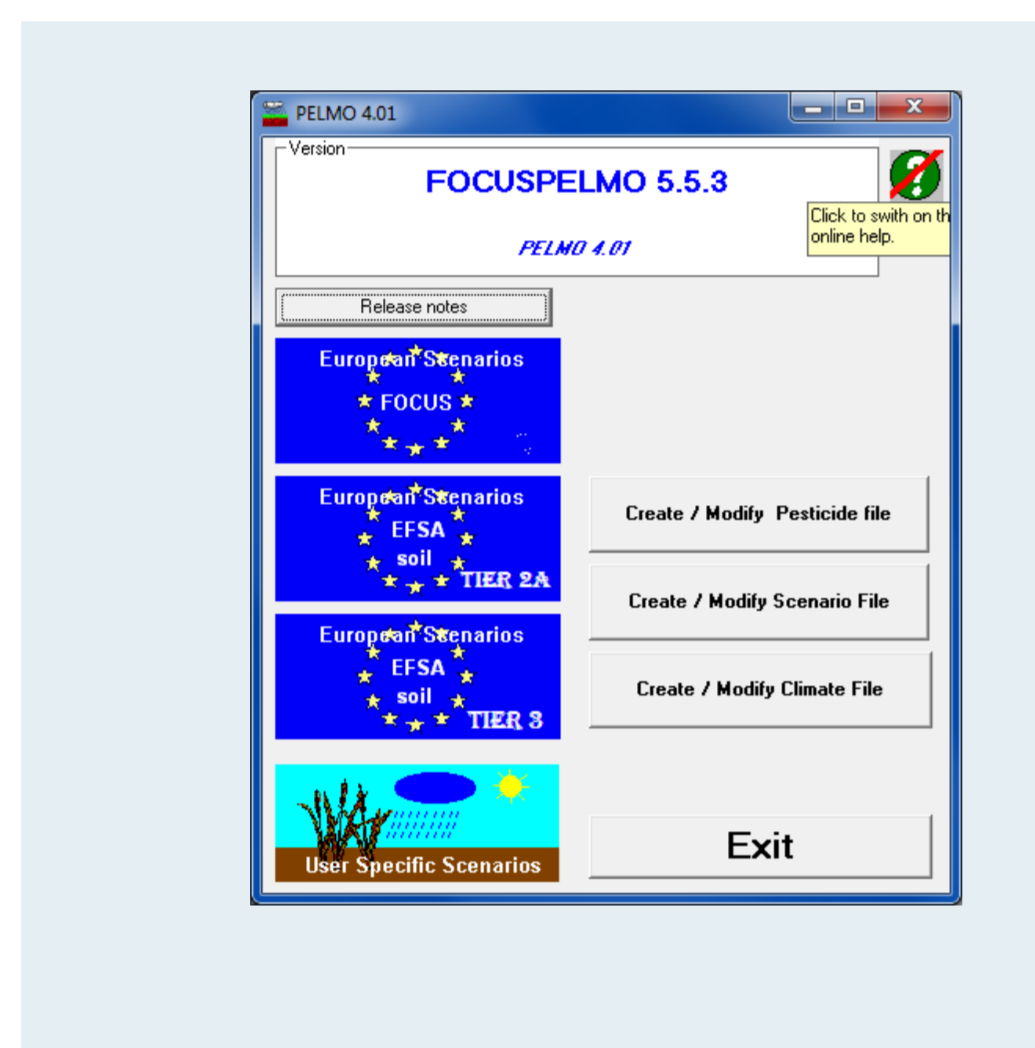 PELMO 4.01
Version
FOCUSPELMO 5.5.3
PELMO 4.01
Click to swith on th
online help.
Release notes
European Scenarios
FOCUS
European Scenarios
EFSA
soil
TIER 2A
Create / Modify Pesticide file
Create / Modify Scenario File
European Scenarios
EFSA
soil
TIER 3
Create / Modify Climate File
User Specific Scenarios
Exit